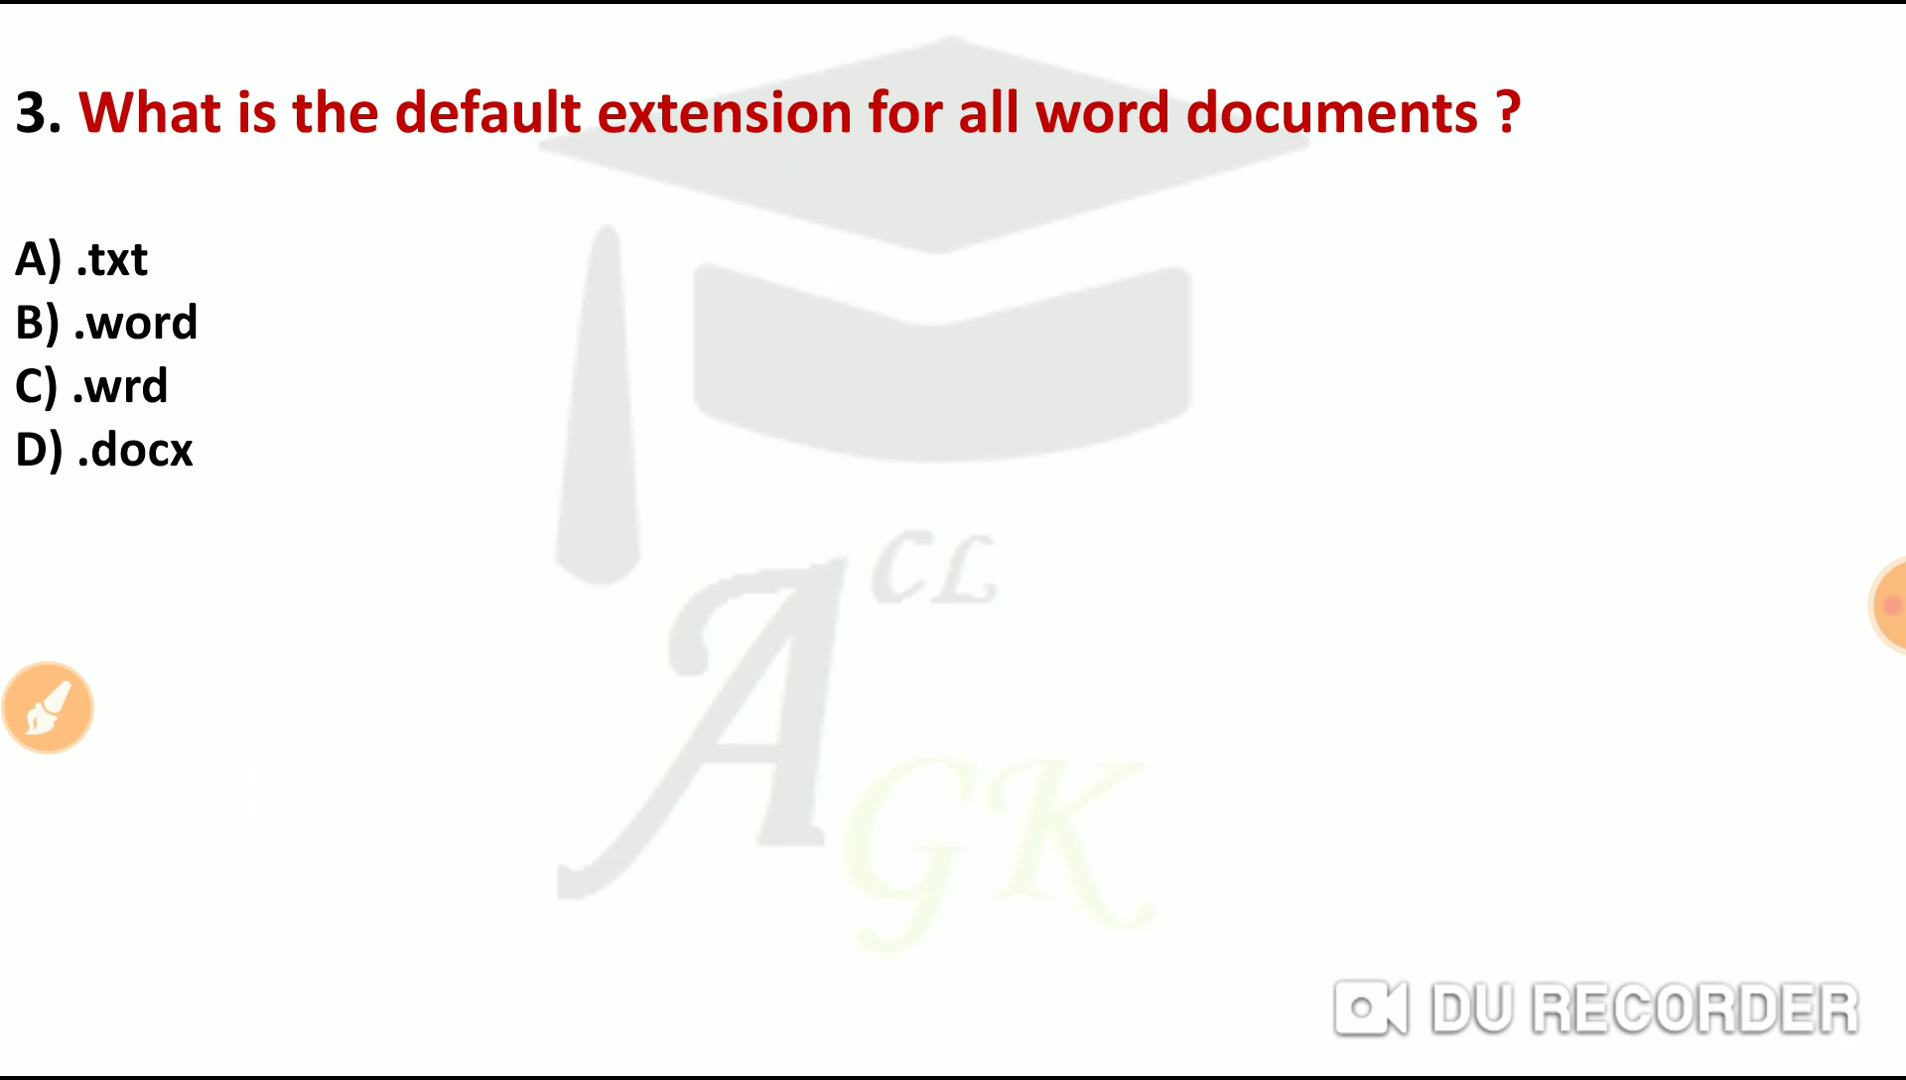 3. What is the default extension for all word documents ?
A) .txt
B) .word
C) .wrd
D) .docx
CL
A
GK
DU RECORDER